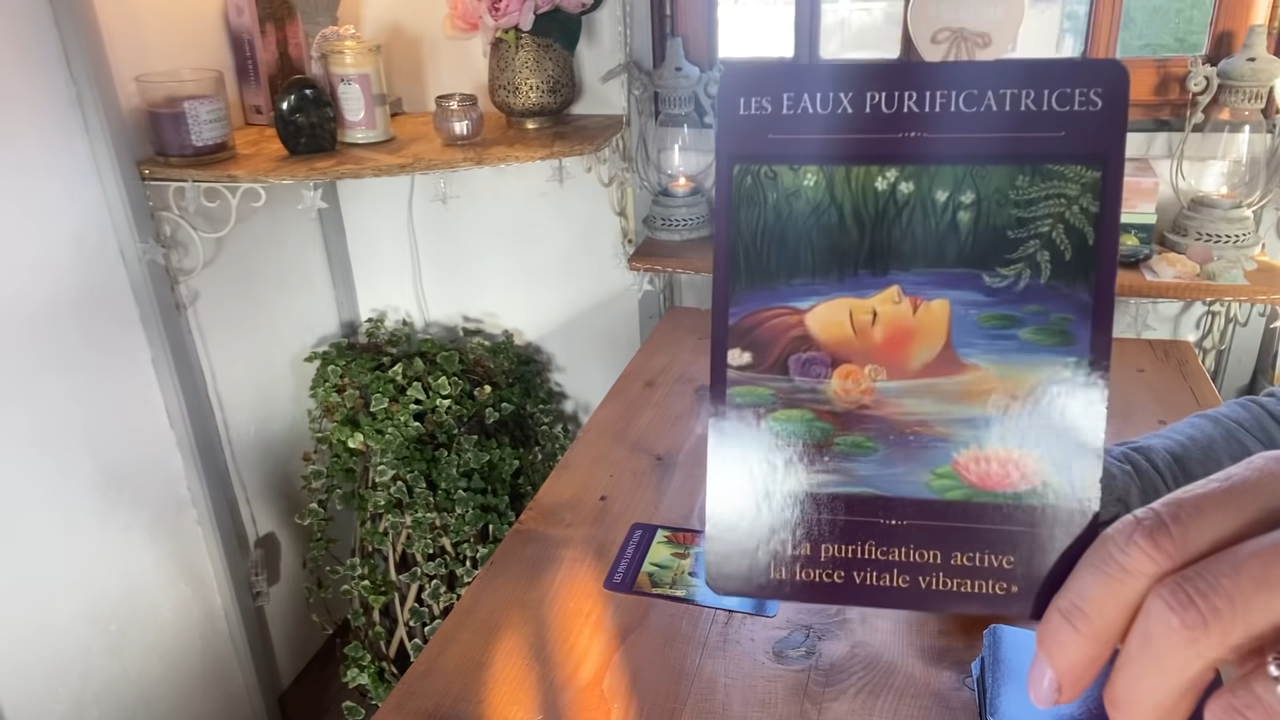 LES EAUX PURIFICATRICES
La purification active
la force vitale vibrante»
LES PAYS LOINTAINS